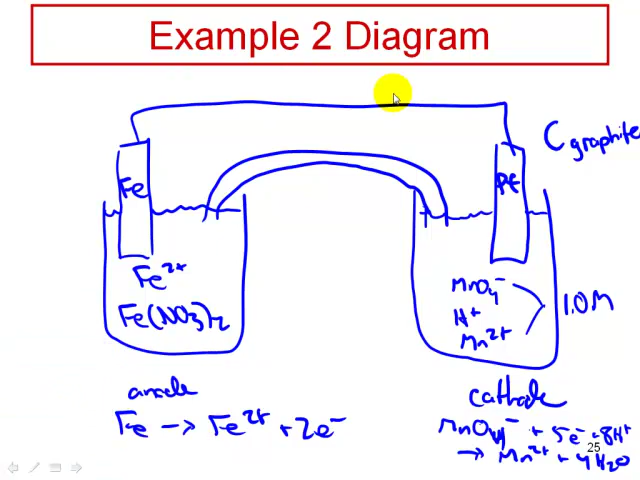 Example 2 Diagram
C graphite
Fe
Pt
Fe²⁺
Fe(NO₃)₂
MnO₄⁻
H⁺
Mn²⁺
1.0M
anode
Fe → Fe²⁺ + 2e⁻
cathode
MnO₄⁻ + 5e⁻ + 8H⁺
→ Mn²⁺ + 4H₂O
25